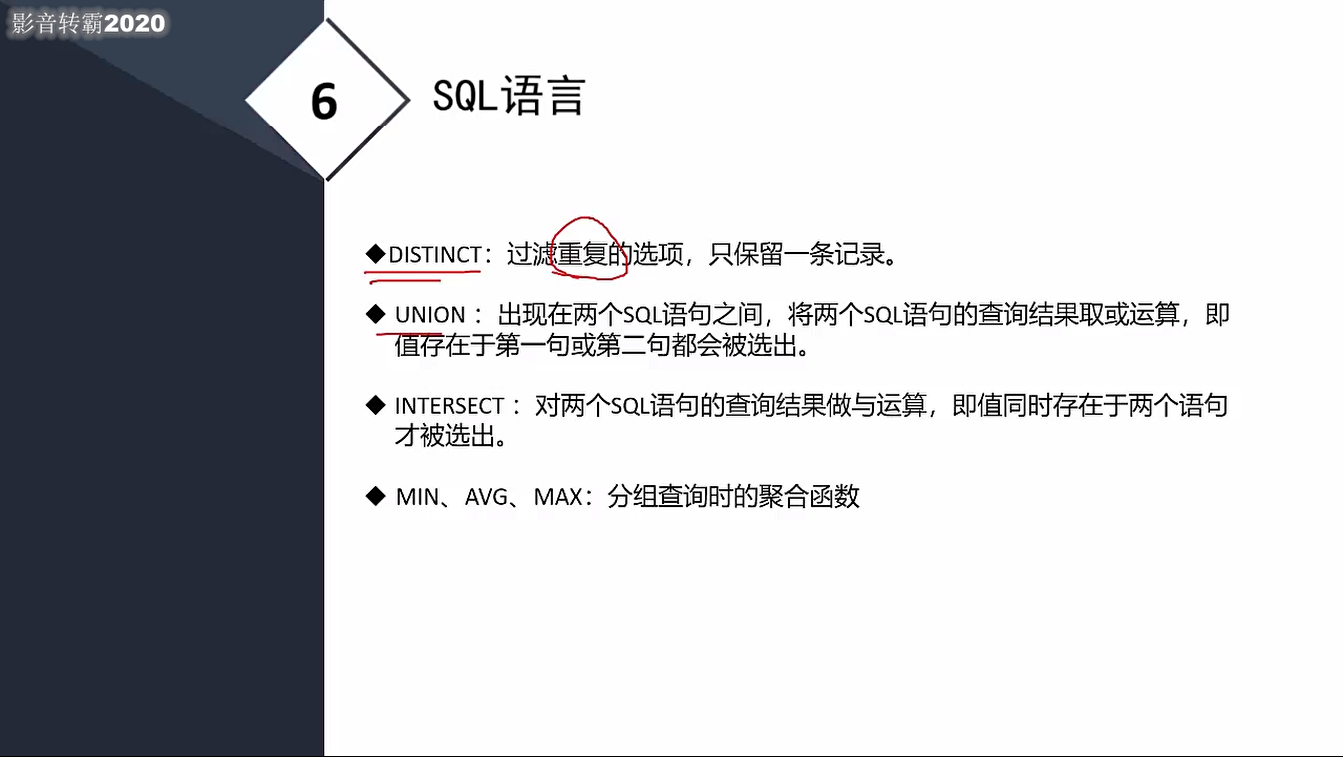 影音转霸2020
6
SQL语言
◆DISTINCT：过滤重复的选项，只保留一条记录。
◆ UNION ：出现在两个SQL语句之间，将两个SQL语句的查询结果取或运算，即
值存在于第一句或第二句都会被选出。
◆ INTERSECT ：对两个SQL语句的查询结果做与运算，即值同时存在于两个语句
才被选出。
◆ MIN、AVG、MAX：分组查询时的聚合函数